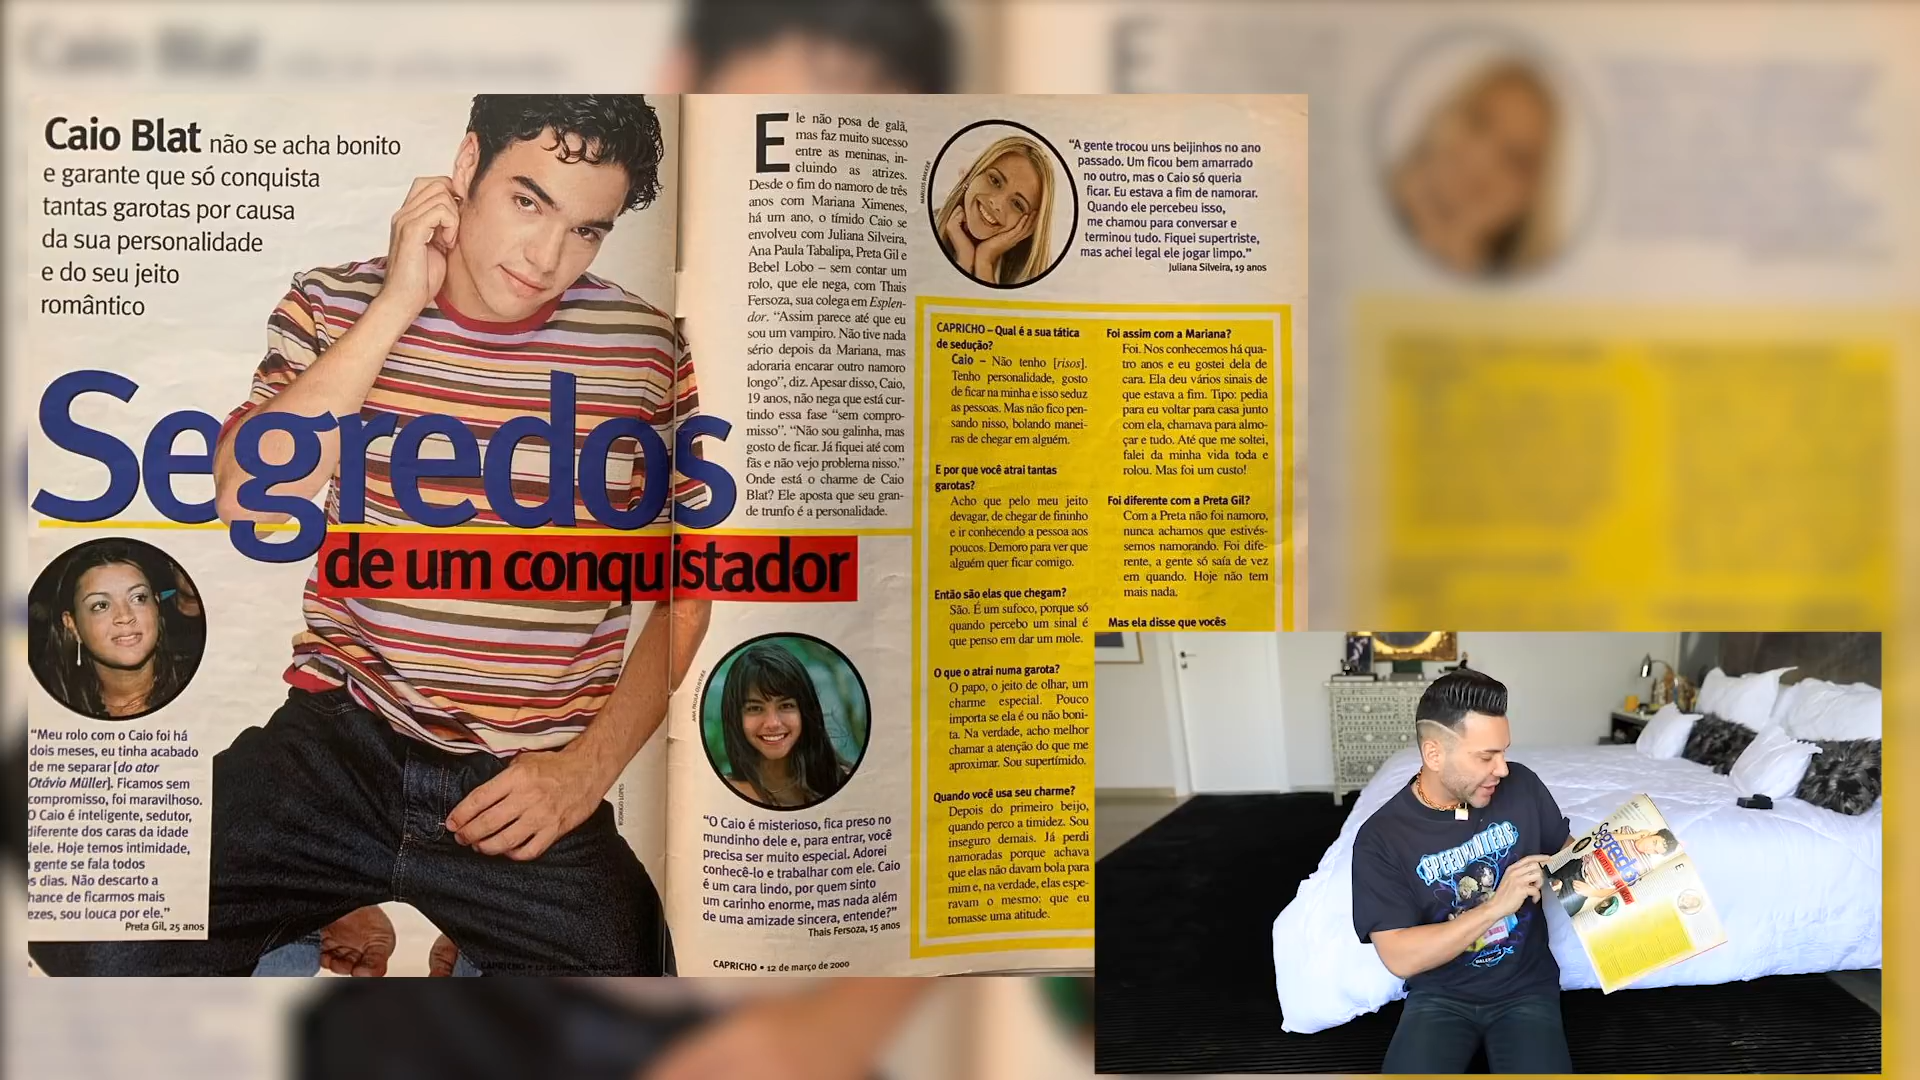 Caio Blat não se acha bonito
e garante que só conquista
tantas garotas por causa
da sua personalidade
e do seu jeito
romântico
Segredos
de um conquistador
"Meu rolo com o Caio foi há
dois meses, eu tinha acabado
de me separar [do ator
Otávio Müller]. Ficamos sem
compromisso, foi maravilhoso.
O Caio é inteligente, sedutor,
diferente dos caras da idade
dele. Hoje temos intimidade,
gente se fala todos
s dias. Não descarto a
hance de ficarmos mais
ezes, sou louca por ele."
Preta Gil, 25 anos
RODRIGO LOPES
Ele não posa de galã,
mas faz muito sucesso
entre as meninas, in-
cluindo as atrizes.
Desde o fim do namoro de três
anos com Mariana Ximenes,
há um ano, o tímido Caio se
envolveu com Juliana Silveira,
Ana Paula Tabalipa, Preta Gil e
Bebel Lobo – sem contar um
rolo, que ele nega, com Thais
Fersoza, sua colega em Esplen-
dor. "Assim parece até que eu
sou um vampiro. Não tive nada
sério depois da Mariana, mas
adoraria encarar outro namoro
longo", diz. Apesar disso, Caio,
19 anos, não nega que está cur-
tindo essa fase "sem compro-
misso". "Não sou galinha, mas
gosto de ficar. Já fiquei até com
fãs e não vejo problema nisso."
Onde está o charme de Caio
Blat? Ele aposta que seu gran-
de trunfo é a personalidade.
"O Caio é misterioso, fica preso no
mundinho dele e, para entrar, você
precisa ser muito especial. Adorei
conhecê-lo e trabalhar com ele. Caio
é um cara lindo, por quem sinto
um carinho enorme, mas nada além
de uma amizade sincera, entende?"
Thais Fersoza, 15 anos
CAPRICHO • 12 de março de 2000
"A gente trocou uns beijinhos no ano
passado. Um ficou bem amarrado
no outro, mas o Caio só queria
ficar. Eu estava a fim de namorar.
Quando ele percebeu isso,
me chamou para conversar e
terminou tudo. Fiquei supertriste,
mas achei legal ele jogar limpo."
Juliana Silveira, 19 anos
CAPRICHO – Qual é a sua tática
de sedução?
Caio – Não tenho [risos].
Tenho personalidade, gosto
de ficar na minha e isso seduz
as pessoas. Mas não fico pen-
sando nisso, bolando manei-
ras de chegar em alguém.
E por que você atrai tantas
garotas?
Acho que pelo meu jeito
devagar, de chegar de fininho
e ir conhecendo a pessoa aos
poucos. Demoro para ver que
alguém quer ficar comigo.
Então são elas que chegam?
São. É um sufoco, porque só
quando percebo um sinal é
que penso em dar um mole.
O que o atrai numa garota?
O papo, o jeito de olhar, um
charme especial. Pouco
importa se ela é ou não boni-
ta. Na verdade, acho melhor
chamar a atenção do que me
aproximar. Sou supertímido.
Quando você usa seu charme?
Depois do primeiro beijo,
quando perco a timidez. Sou
inseguro demais. Já perdi
namoradas porque achava
que elas não davam bola para
mim e, na verdade, elas espe-
ravam o mesmo: que eu
tomasse uma atitude.
Foi assim com a Mariana?
Foi. Nos conhecemos há qua-
tro anos e eu gostei dela de
cara. Ela deu vários sinais de
que estava a fim. Tipo: pedia
para eu voltar para casa junto
com ela, chamava para almo-
çar e tudo. Até que me soltei,
falei da minha vida toda e
rolou. Mas foi um custo!
Foi diferente com a Preta Gil?
Com a Preta não foi namoro,
nunca achamos que estivés-
semos namorando. Foi dife-
rente, a gente só saía de vez
em quando. Hoje não tem
mais nada.
Mas ela disse que vocês
SPEEDHUNTERS